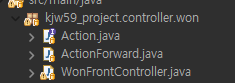 src/main/java
kjw59_project.controller.won
Action.java
ActionForward.java
WonFrontController.java